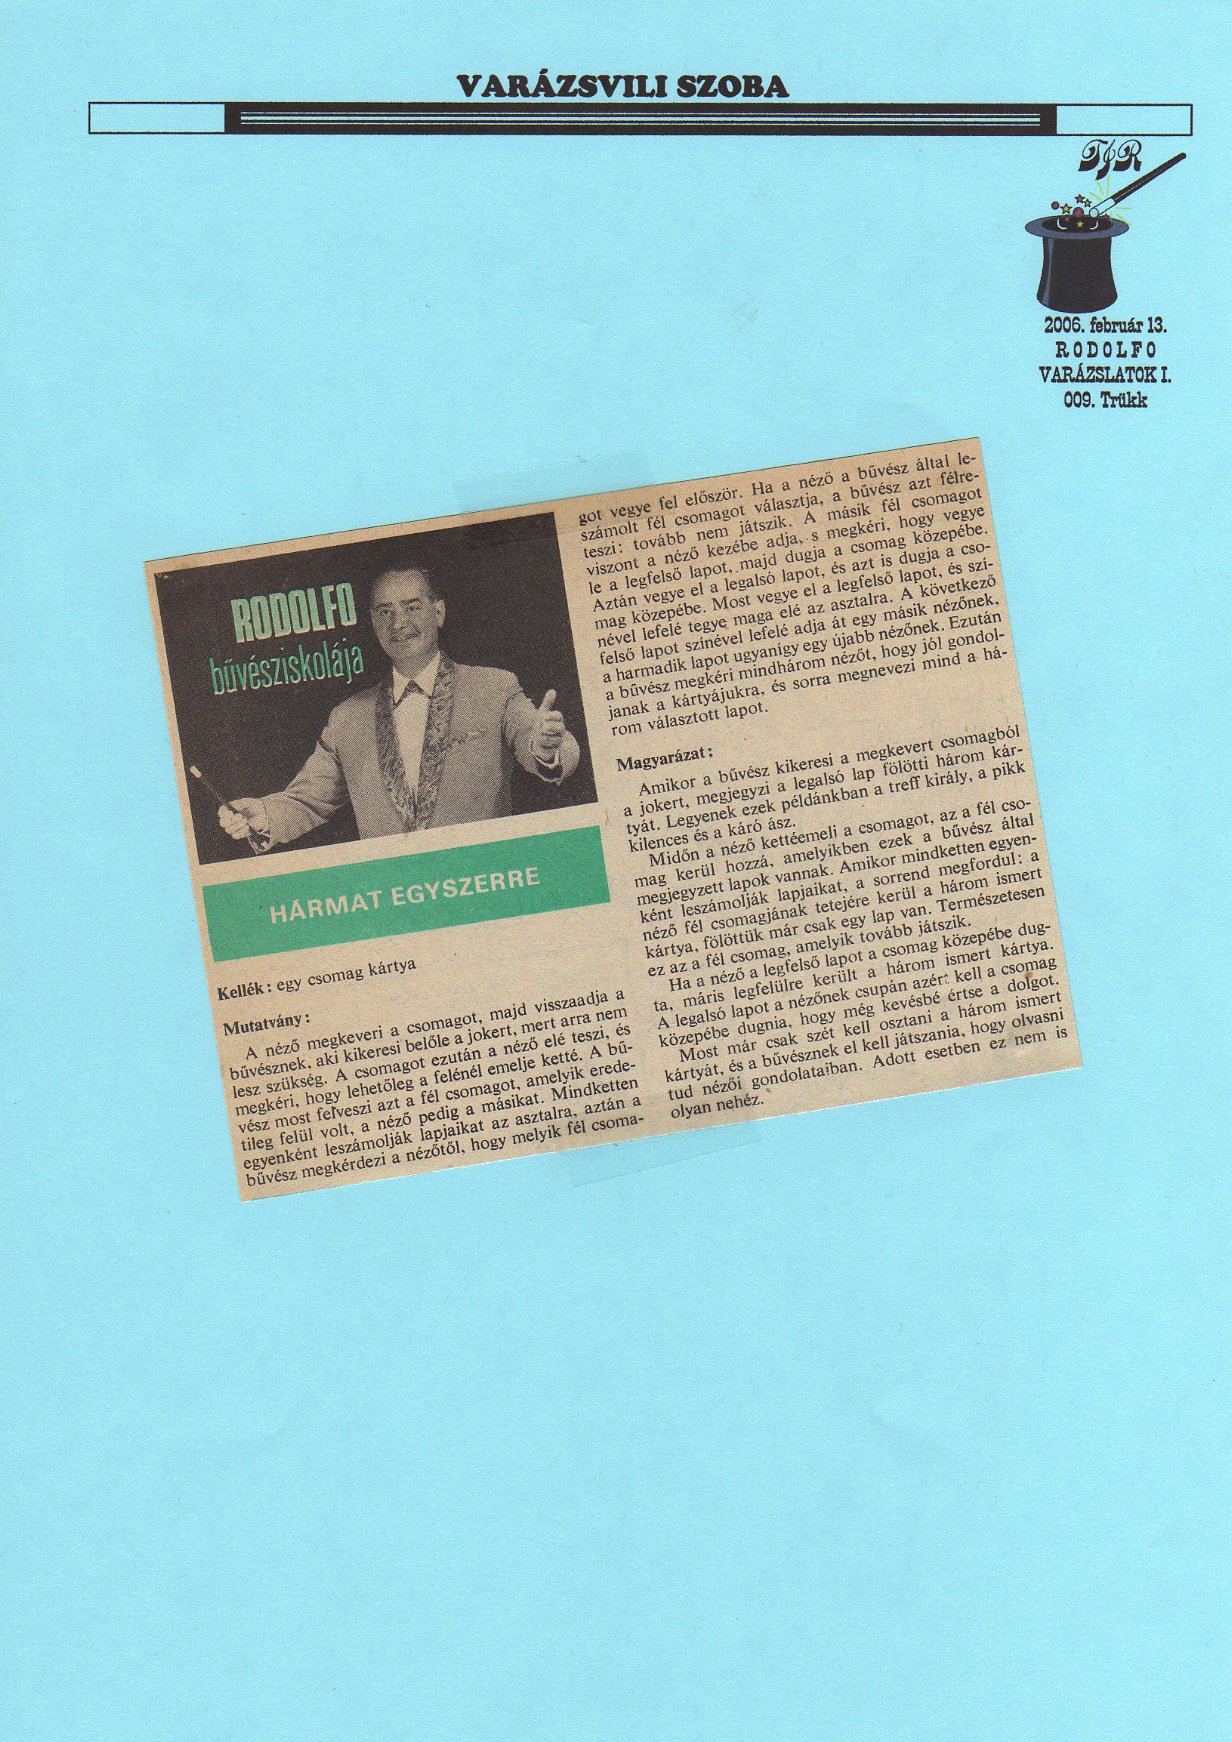 VARÁZSVILI SZOBA
TJR
2006. február 13.
RODOLFO
VARÁZSLATOK I.
009. Trükk
RODOLFO
bűvésziskolája
HÁRMAT EGYSZERRE
Kellék: egy csomag kártya
Mutatvány:
A néző megkeveri a csomagot, majd visszaadja a
bűvésznek, aki kikeresi belőle a jokert, mert arra nem
lesz szükség. A csomagot ezután a néző elé teszi, és
megkéri, hogy lehetőleg a felénél emelje ketté. A bű-
vész most felveszi azt a fél csomagot, amelyik erede-
tileg felül volt, a néző pedig a másikat. Mindketten
egyenként leszámolják lapjaikat az asztalra, aztán a
bűvész megkérdezi a nézőtől, hogy melyik fél csoma-
got vegye fel először. Ha a néző a bűvész által le-
számolt fél csomagot választja, a bűvész azt félre-
teszi: tovább nem játszik. A másik fél csomagot
viszont a néző kezébe adja, s megkéri, hogy vegye
le a legfelső lapot, majd dugja a csomag közepébe.
Aztán vegye el a legalsó lapot, és azt is dugja a cso-
mag közepébe. Most vegye el a legfelső lapot, és szí-
nével lefelé tegye maga elé az asztalra. A következő
felső lapot színével lefelé adja át egy másik nézőnek,
a harmadik lapot ugyanígy egy újabb nézőnek. Ezután
a bűvész megkéri mindhárom nézőt, hogy jól gondol-
janak a kártyájukra, és sorra megnevezi mind a há-
rom választott lapot.
Magyarázat:
Amikor a bűvész kikeresi a megkevert csomagból
a jokert, megjegyzi a legalsó lap fölötti három kár-
tyát. Legyenek ezek példánkban a treff király, a pikk
kilences és a káró ász.
Midőn a néző kettéemeli a csomagot, az a fél cso-
mag kerül hozzá, amelyikben ezek a bűvész által
megjegyzett lapok vannak. Amikor mindketten egyen-
ként leszámolják lapjaikat, a sorrend megfordul: a
néző fél csomagjának tetejére kerül a három ismert
kártya, fölöttük már csak egy lap van. Természetesen
ez az a fél csomag, amelyik tovább játszik.
Ha a néző a legfelső lapot a csomag közepébe dug-
ta, máris legfelülre került a három ismert kártya.
A legalsó lapot a nézőnek csupán azért kell a csomag
közepébe dugnia, hogy még kevésbé értse a dolgot.
Most már csak szét kell osztani a három ismert
kártyát, és a bűvésznek el kell játszania, hogy olvasni
tud nézői gondolataiban. Adott esetben ez nem is
olyan nehéz.